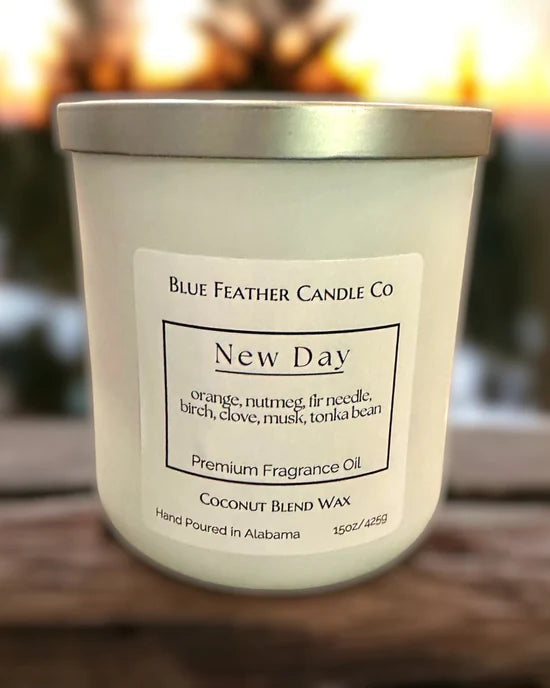 Blue Feather Candle Co
New Day
orange, nutmeg, fir needle,
birch, clove, musk, tonka bean
Premium Fragrance Oil
Coconut Blend Wax
Hand Poured in Alabama 15oz/425g